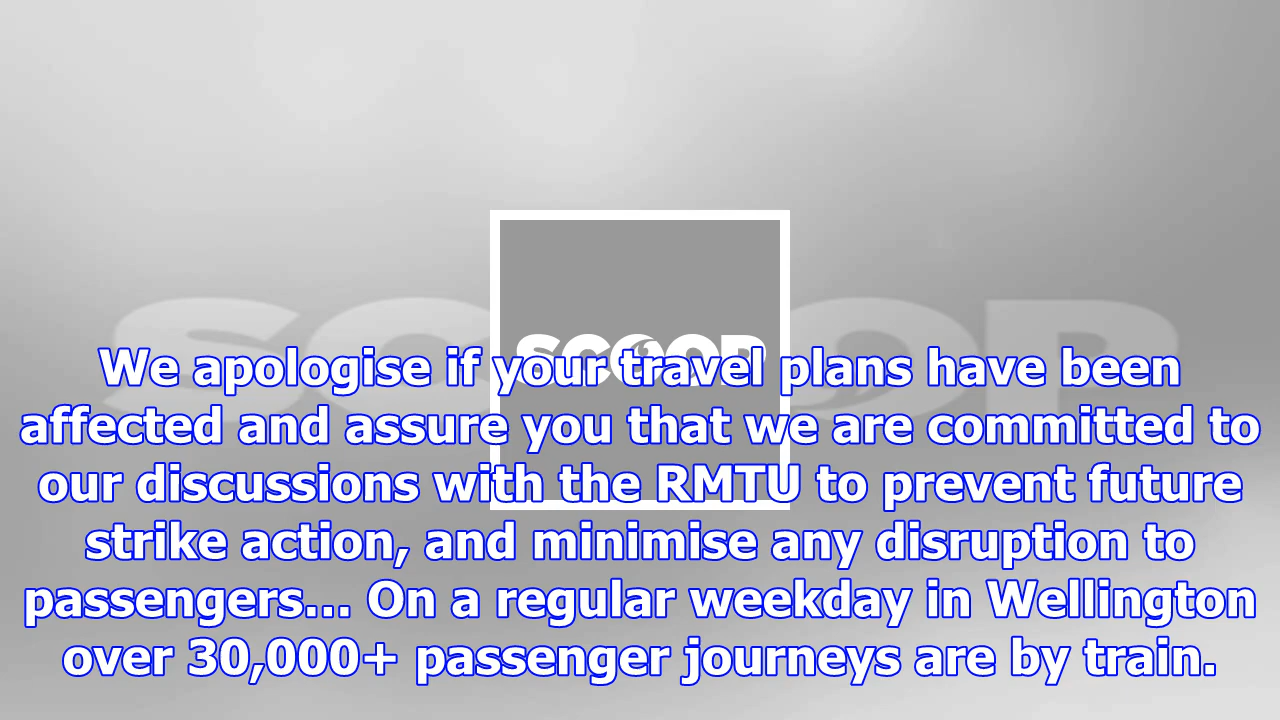 SCOOP
SCOOP
We apologise if your travel plans have been
affected and assure you that we are committed to
our discussions with the RMTU to prevent future
strike action, and minimise any disruption to
passengers... On a regular weekday in Wellington
over 30,000+ passenger journeys are by train.